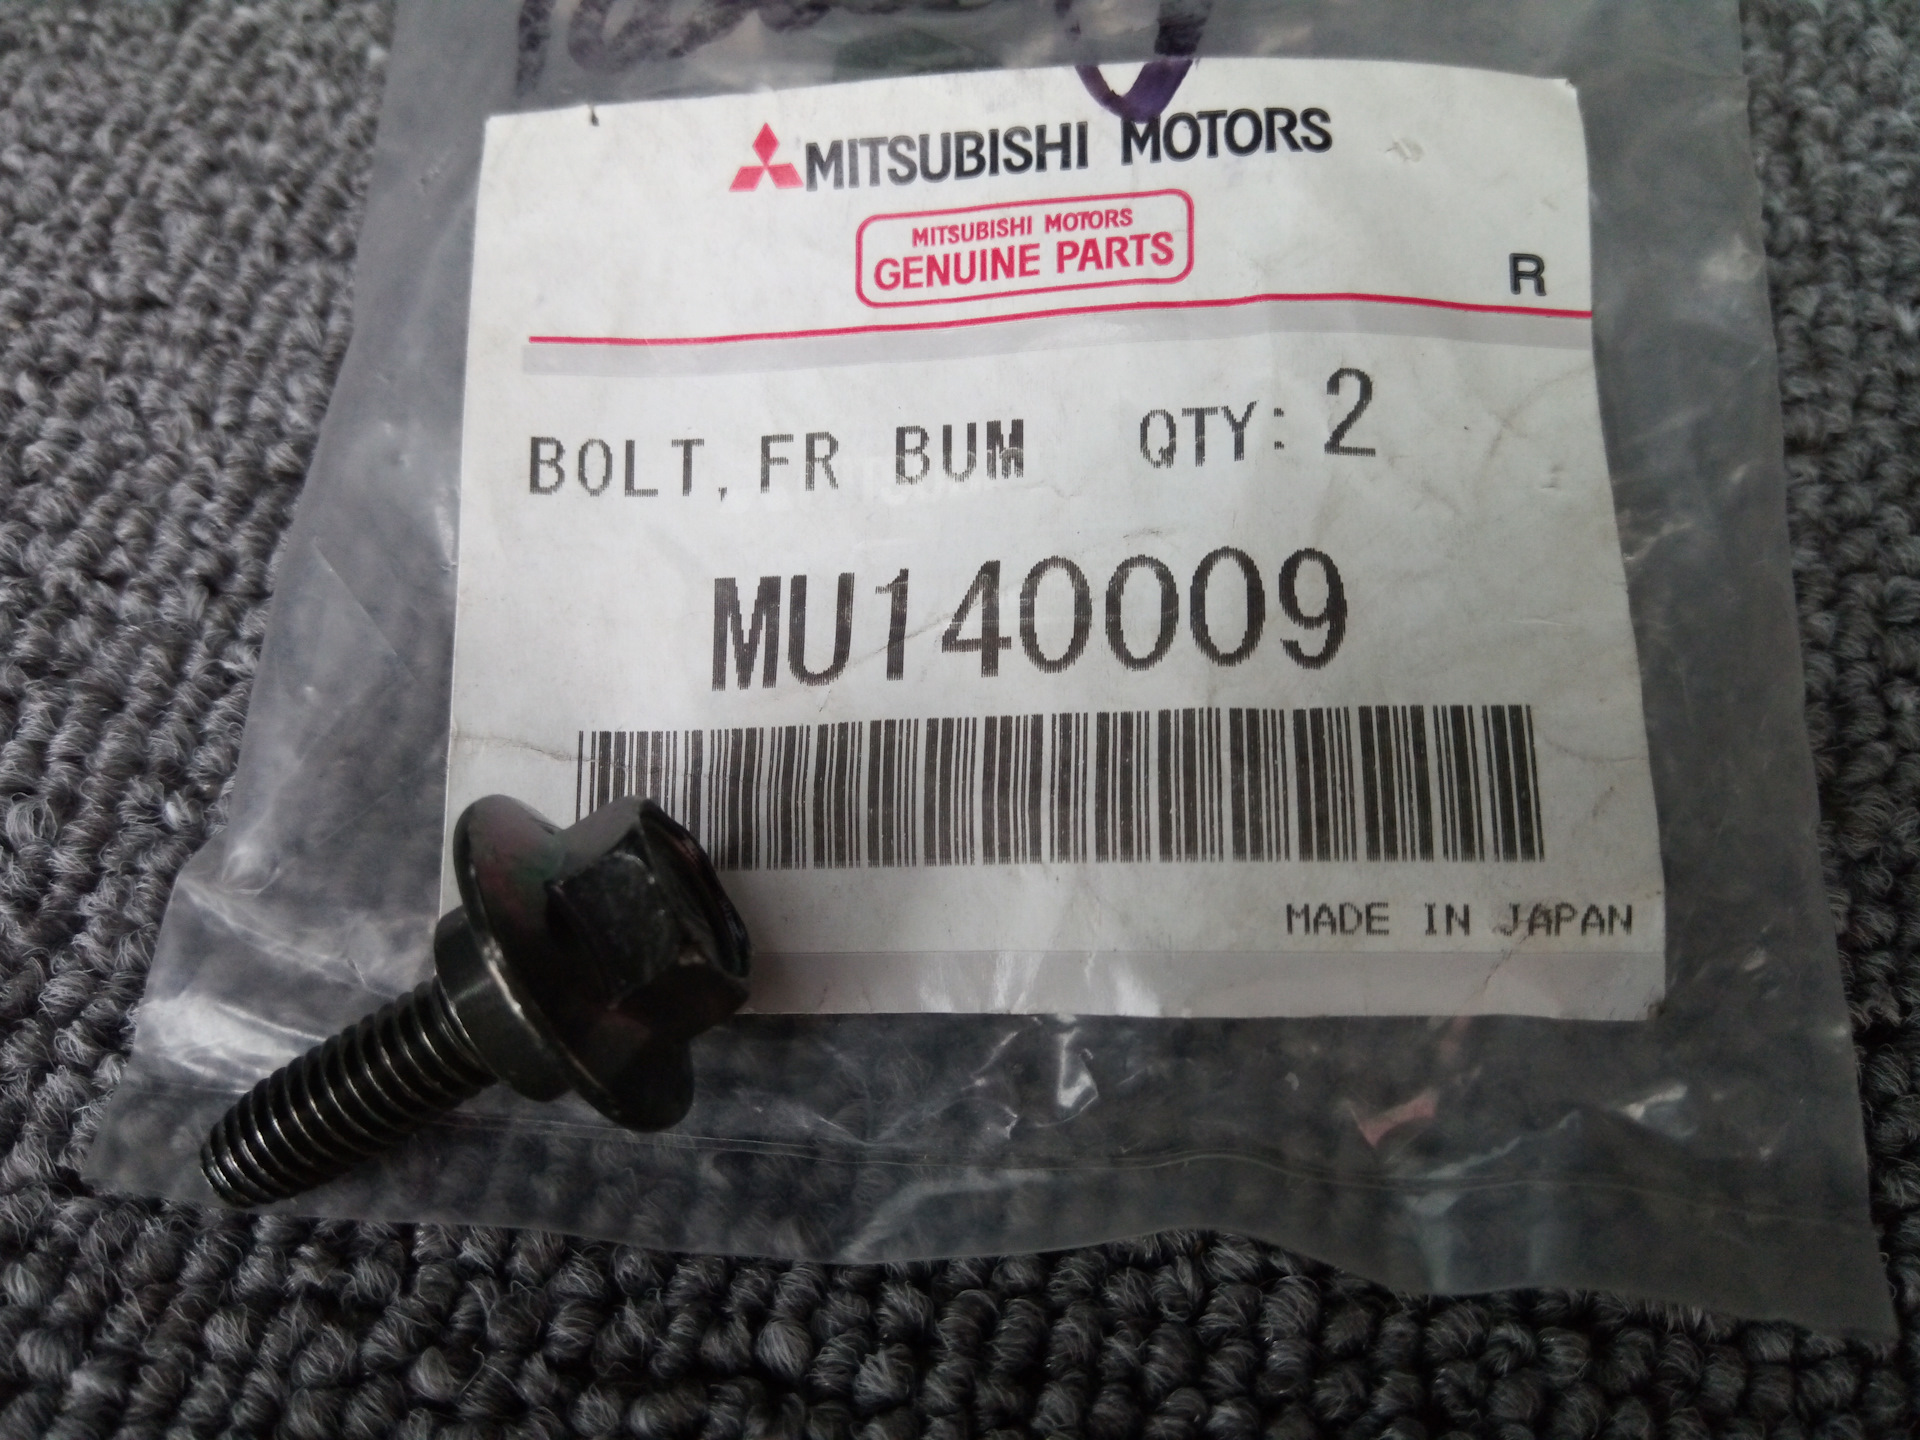 MITSUBISHI MOTORS
MITSUBISHI MOTORS
GENUINE PARTS
R
BOLT, FR BUM QTY: 2
MU140009
MADE IN JAPAN